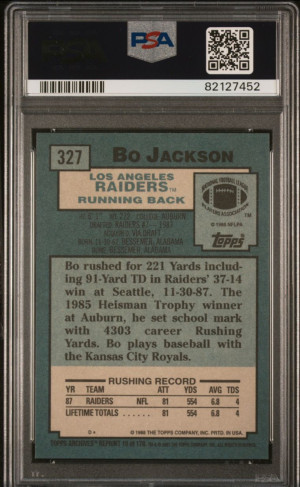 PSA
82127452
327
BO JACKSON
LOS ANGELES
RAIDERS™
RUNNING BACK
© 1988 NFLPA
Topps
Bo rushed for 221 Yards includ-
ing 91-Yard TD in Raiders' 37-14
win at Seattle, 11-30-87. The
1985 Heisman Trophy winner
at Auburn, he set school mark
with 4303 career Rushing
Yards. Bo plays baseball with
the Kansas City Royals.
RUSHING RECORD
YR TEAM ATT YDS AVG TDS
87 RAIDERS NFL 81 554 6.8 4
LIFETIME TOTALS ...... 81 554 6.8 4
D* © 1988 THE TOPPS COMPANY, INC. PRTD. IN U.S.A.